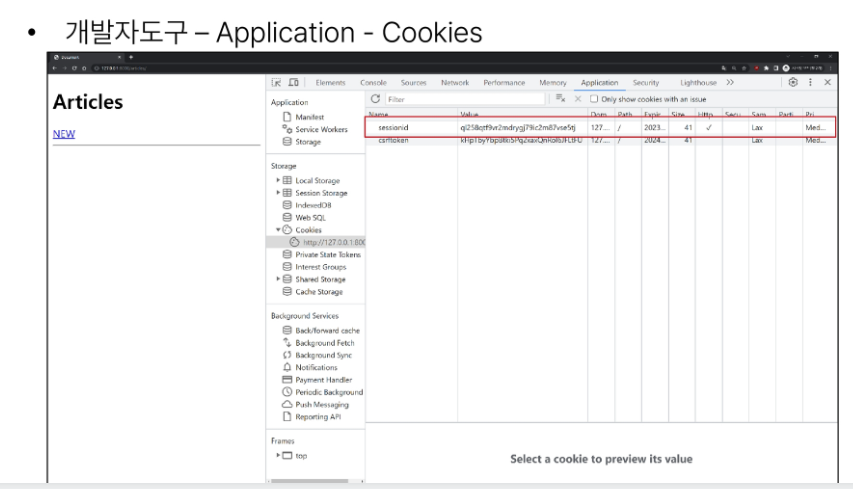 • 개발자도구 – Application - Cookies
Document
Articles
NEW
Elements Console Sources Network Performance Memory Application Security Lighthouse
Application
Manifest
Service Workers
Storage
Storage
Local Storage
Session Storage
IndexedDB
Web SQL
Cookies
http://127.0.0.1:800
Private State Tokens
Interest Groups
Shared Storage
Cache Storage
Background Services
Back/forward cache
Background Fetch
Background Sync
Notifications
Payment Handler
Periodic Background
Push Messaging
Reporting API
Frames
top
Filter Only show cookies with an issue
Name Value Dom... Path Expir... Size Http... Secu... Sam... Parti... Pri...
sessionid 127.... / 2023... 41 ✓ Lax Med...
csrftoken 127.... / 2024... 41 Lax Med...
Select a cookie to preview its value